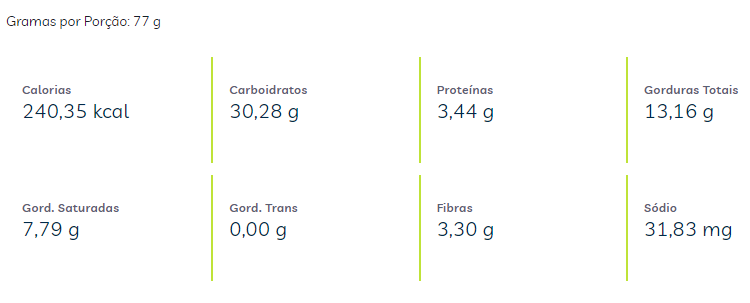 Gramas por Porção: 77 g
Calorias
240,35 kcal
Carboidratos
30,28 g
Proteínas
3,44 g
Gorduras Totais
13,16 g
Gord. Saturadas
7,79 g
Gord. Trans
0,00 g
Fibras
3,30 g
Sódio
31,83 mg